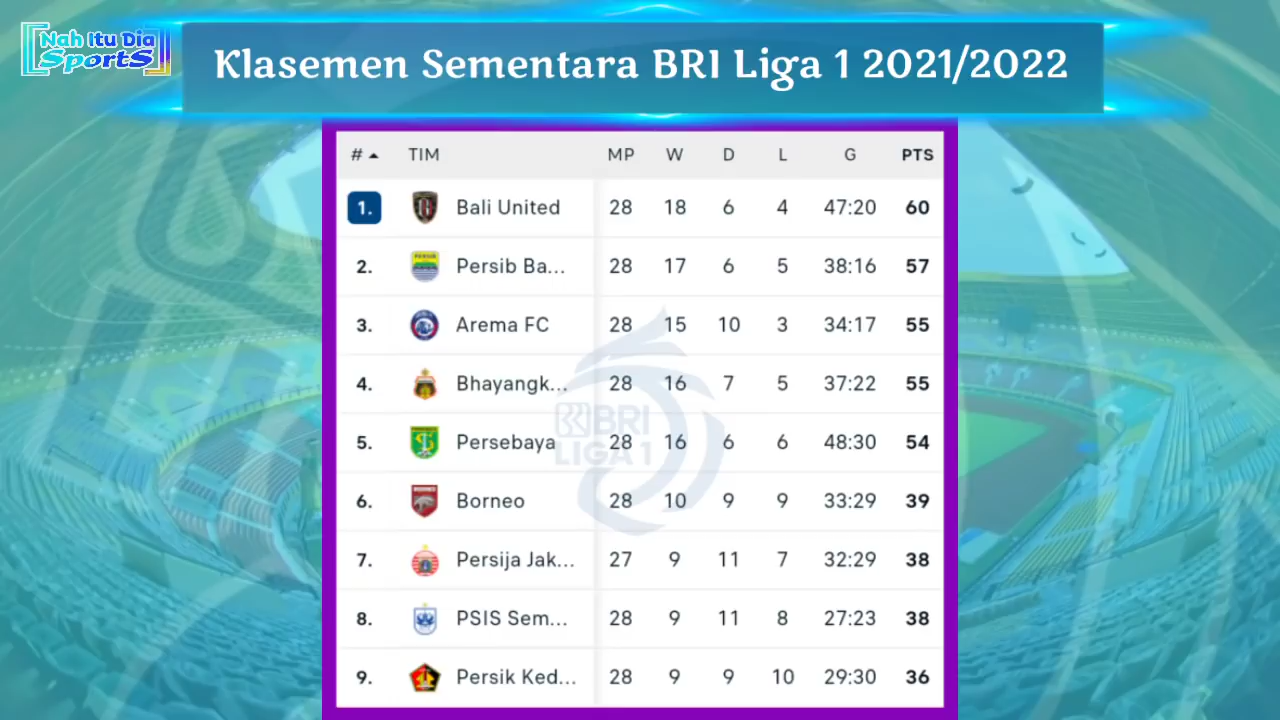 Nah Itu Dia
SportS
Klasemen Sementara BRI Liga 1 2021/2022
# TIM MP W D L G PTS
1. Bali United 28 18 6 4 47:20 60
2. Persib Ba... 28 17 6 5 38:16 57
3. Arema FC 28 15 10 3 34:17 55
4. Bhayangk... 28 16 7 5 37:22 55
5. Persebaya 28 16 6 6 48:30 54
6. Borneo 28 10 9 9 33:29 39
7. Persija Jak... 27 9 11 7 32:29 38
8. PSIS Sem... 28 9 11 8 27:23 38
9. Persik Ked... 28 9 9 10 29:30 36
BRI
LIGA 1
PERSIB